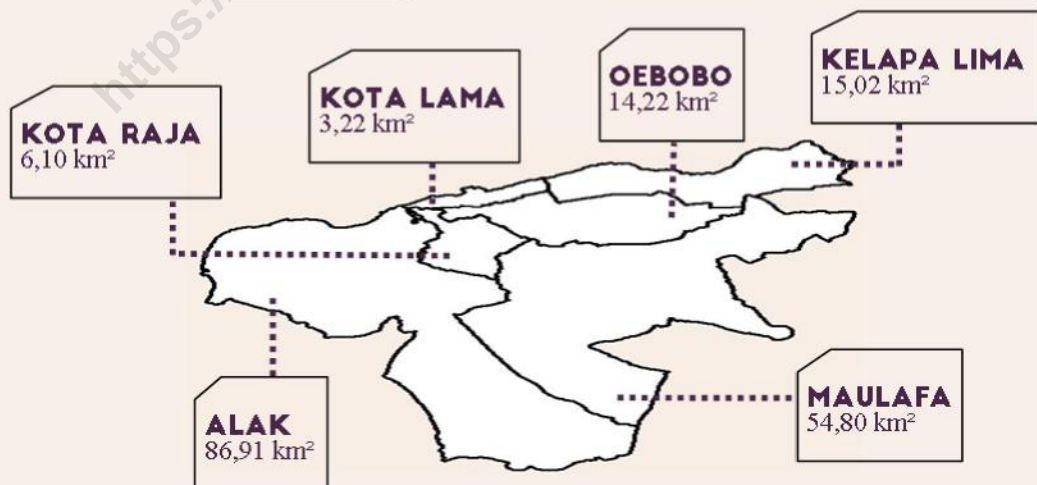 https:/
KELAPA LIMA
15,02 km²
OEBOBO
14,22 km²
KOTA LAMA
3,22 km²
KOTA RAJA
6,10 km²
ALAK
86,91 km²
MAULAFA
54,80 km²